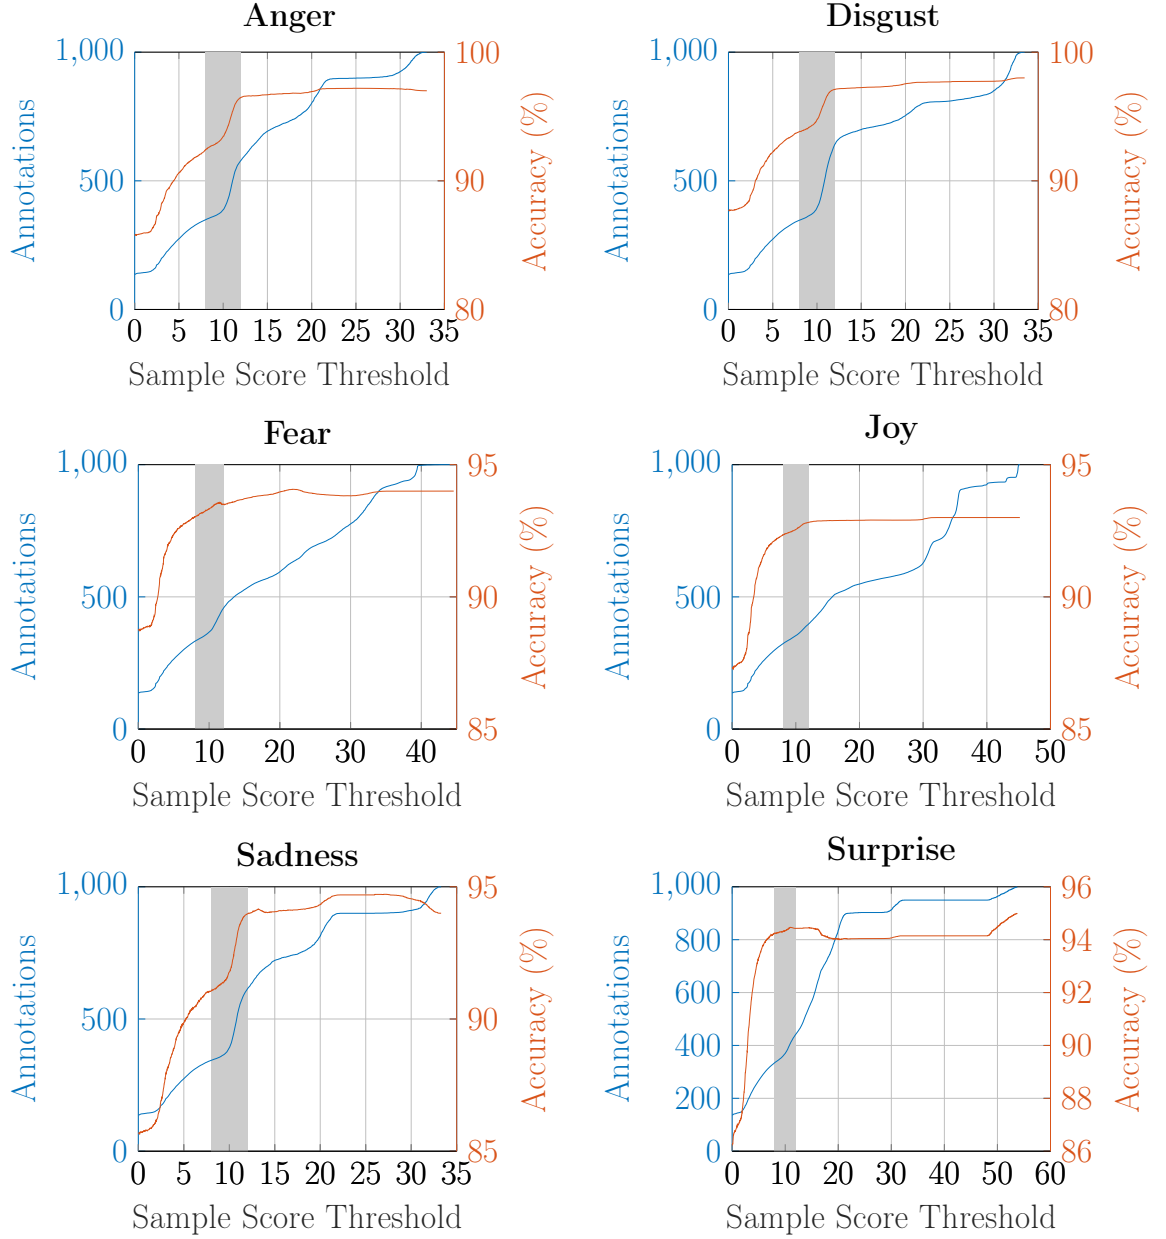 Anger
1,000
500
0
100
90
80
0 5 10 15 20 25 30 35
Annotations
Accuracy (%)
Sample Score Threshold
Disgust
1,000
500
0
100
90
80
0 5 10 15 20 25 30 35
Annotations
Accuracy (%)
Sample Score Threshold
Fear
1,000
500
0
95
90
85
0 10 20 30 40
Annotations
Accuracy (%)
Sample Score Threshold
Joy
1,000
500
0
95
90
85
0 10 20 30 40 50
Annotations
Accuracy (%)
Sample Score Threshold
Sadness
1,000
500
0
95
90
85
0 5 10 15 20 25 30 35
Annotations
Accuracy (%)
Sample Score Threshold
Surprise
1,000
800
600
400
200
0
96
94
92
90
88
86
0 10 20 30 40 50 60
Annotations
Accuracy (%)
Sample Score Threshold